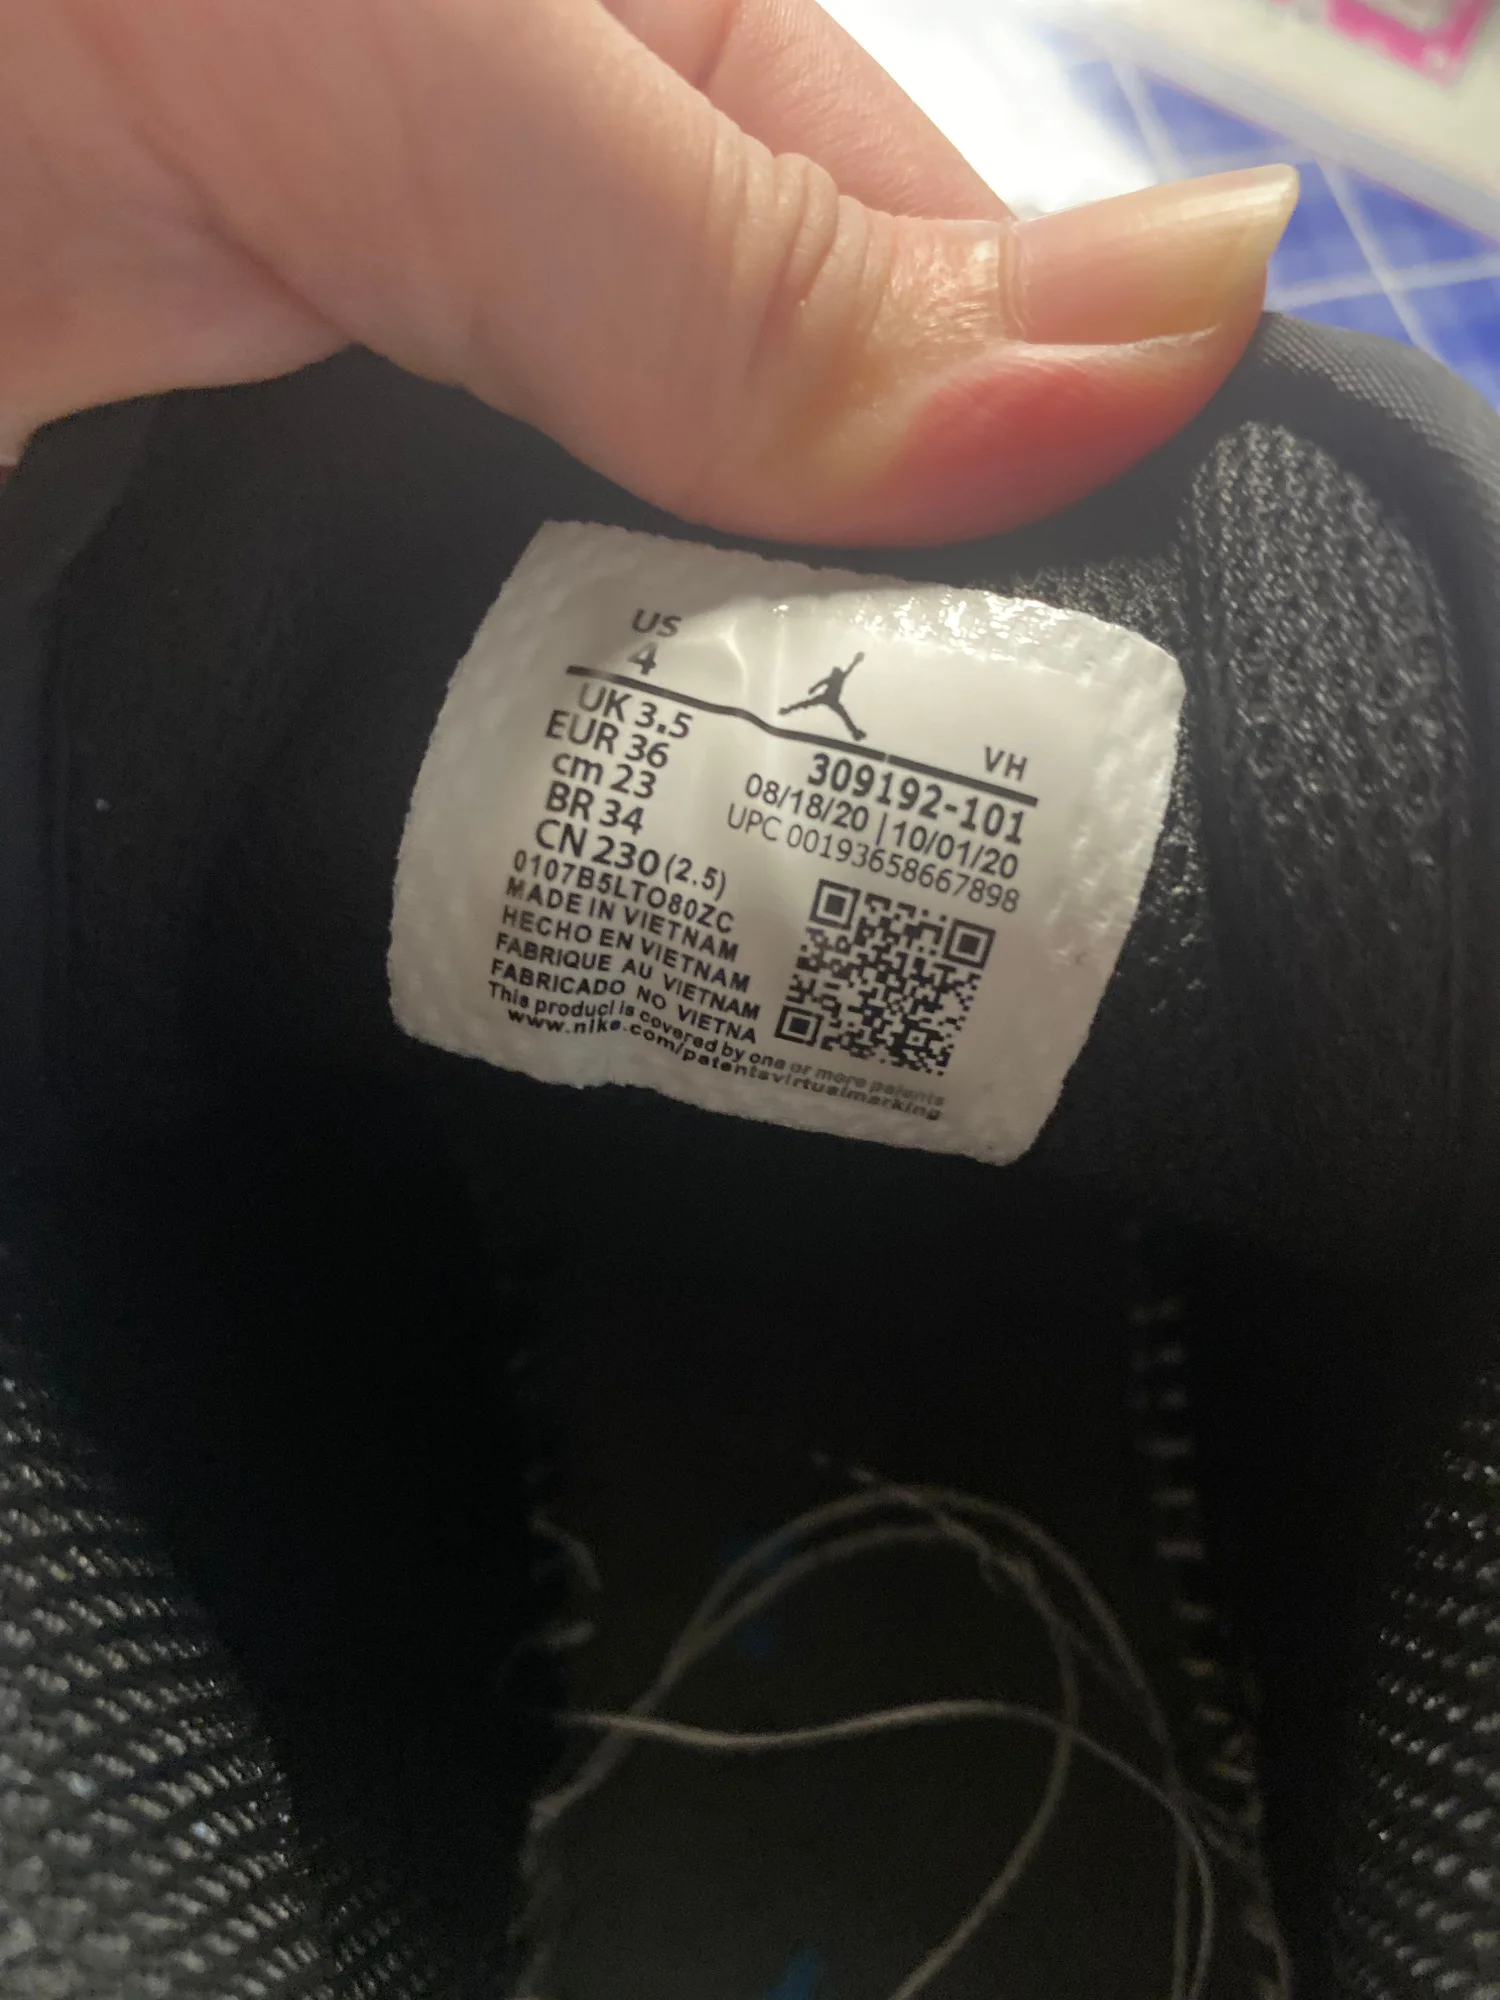 US
4
UK 3.5
EUR 36
cm 23
BR 34
CN 230 (2.5)
VH
309192-101
08/18/20 | 10/01/20
UPC 00193658667898
0107B5LTO80ZC
MADE IN VIETNAM
HECHO EN VIETNAM
FABRIQUE AU VIETNAM
FABRICADO NO VIETNA
This product is covered by one or more patents
www.nike.com/patentsvirtualmarking